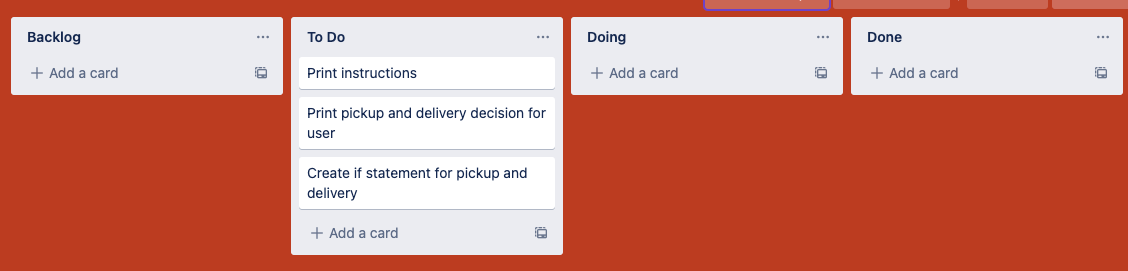 Backlog
Add a card
To Do
Print instructions
Print pickup and delivery decision for
user
Create if statement for pickup and
delivery
Add a card
Doing
Add a card
Done
Add a card